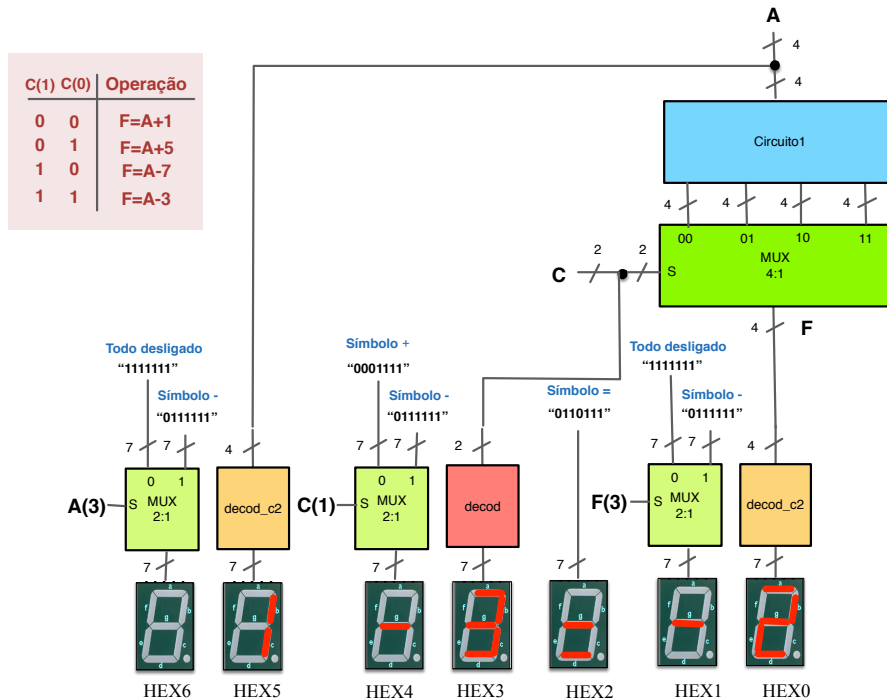 A
4
4
C(1) C(0) Operação
0 0 F=A+1
0 1 F=A+5
1 0 F=A-7
1 1 F=A-3
Circuito1
4 4 4 4
00 01 10 11
S MUX
4:1
2 2
C
4 F
Todo desligado
“1111111”
Símbolo -
“0111111”
Símbolo +
“0001111”
Símbolo -
“0111111”
Símbolo =
“0110111”
Todo desligado
“1111111”
Símbolo -
“0111111”
7 7 4 7 7 2 7 7 4
A(3) S 0 1
MUX
2:1
decod_c2
C(1) S 0 1
MUX
2:1
decod
F(3) S 0 1
MUX
2:1
decod_c2
7 7 7 7 7 7 7
a b c d e f g
a b c d e f g
a b c d e f g
a b c d e f g
a b c d e f g
a b c d e f g
a b c d e f g
HEX6 HEX5 HEX4 HEX3 HEX2 HEX1 HEX0